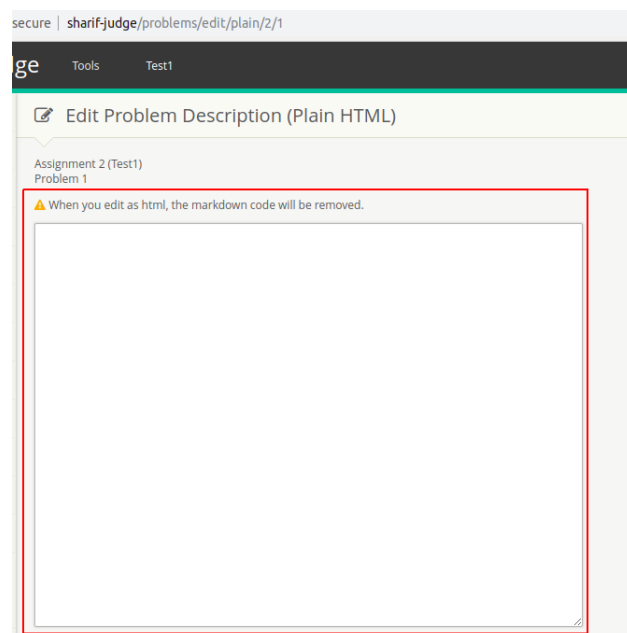 secure | sharif-judge/problems/edit/plain/2/1
ge Tools Test1
Edit Problem Description (Plain HTML)
Assignment 2 (Test1)
Problem 1
When you edit as html, the markdown code will be removed.